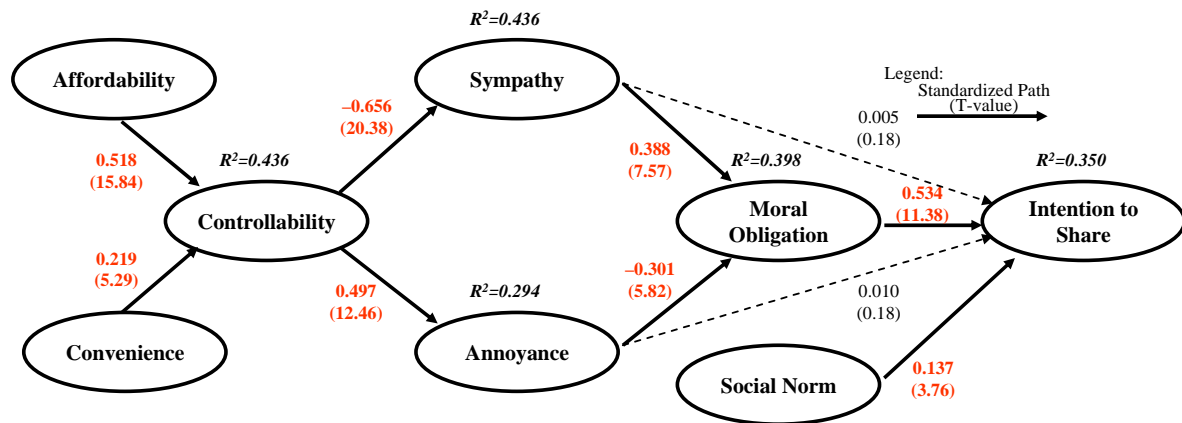 R²=0.436
Affordability
Sympathy
Legend:
Standardized Path
(T-value)
–0.656
(20.38)
0.005
(0.18)
0.518
(15.84)
R²=0.436
0.388
(7.57)
R²=0.398
R²=0.350
Controllability
Moral
Obligation
0.534
(11.38)
Intention to
Share
0.219
(5.29)
0.497
(12.46)
R²=0.294
–0.301
(5.82)
0.010
(0.18)
Convenience
Annoyance
Social Norm
0.137
(3.76)